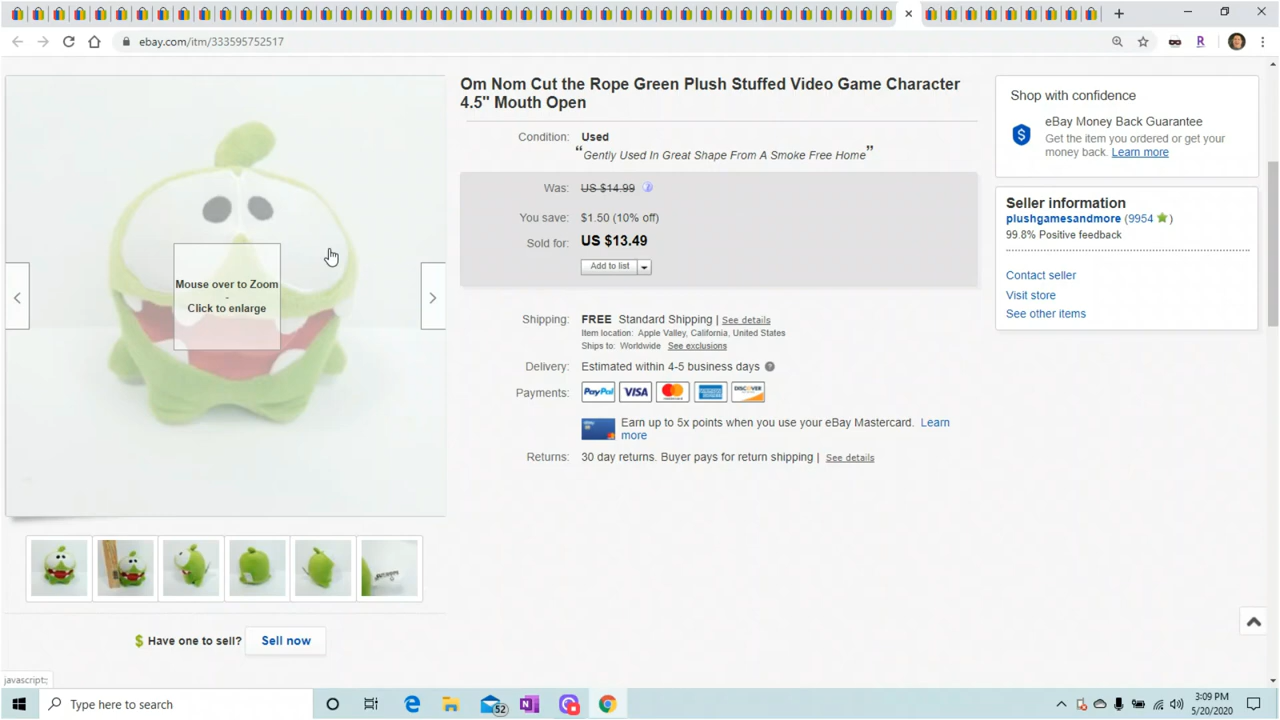 ebay.com/itm/333595752517
Om Nom Cut the Rope Green Plush Stuffed Video Game Character
4.5" Mouth Open
Condition: Used
“Gently Used In Great Shape From A Smoke Free Home”
Was: US $14.99
You save: $1.50 (10% off)
Sold for: US $13.49
Add to list
Shipping: FREE Standard Shipping | See details
Item location: Apple Valley, California, United States
Ships to: Worldwide See exclusions
Delivery: Estimated within 4-5 business days
Payments: PayPal VISA DISCOVER
Earn up to 5x points when you use your eBay Mastercard. Learn
more
Returns: 30 day returns. Buyer pays for return shipping | See details
Shop with confidence
eBay Money Back Guarantee
Get the item you ordered or get your
money back. Learn more
Seller information
plushgamesandmore (9954 )
99.8% Positive feedback
Contact seller
Visit store
See other items
Mouse over to Zoom
-
Click to enlarge
Have one to sell? Sell now
javascript:;
Type here to search
52
3:09 PM
5/20/2020